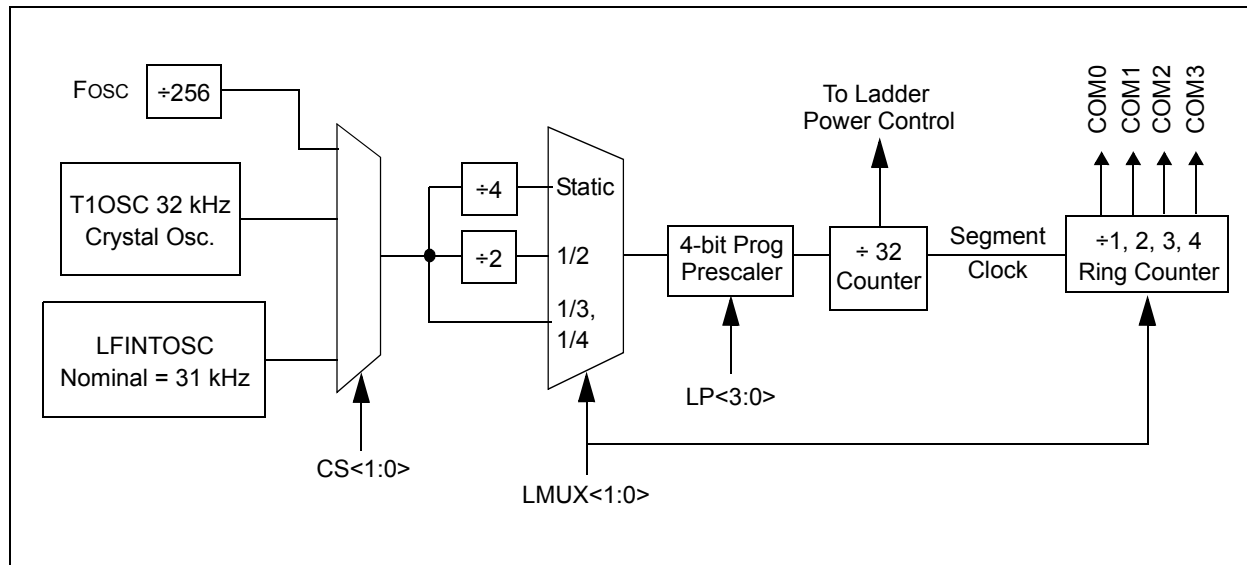 FOSC
÷256
T1OSC 32 kHz
Crystal Osc.
LFINTOSC
Nominal = 31 kHz
CS<1:0>
÷4
÷2
Static
1/2
1/3,
1/4
LMUX<1:0>
4-bit Prog
Prescaler
LP<3:0>
To Ladder
Power Control
÷ 32
Counter
Segment
Clock
COM0
COM1
COM2
COM3
÷1, 2, 3, 4
Ring Counter